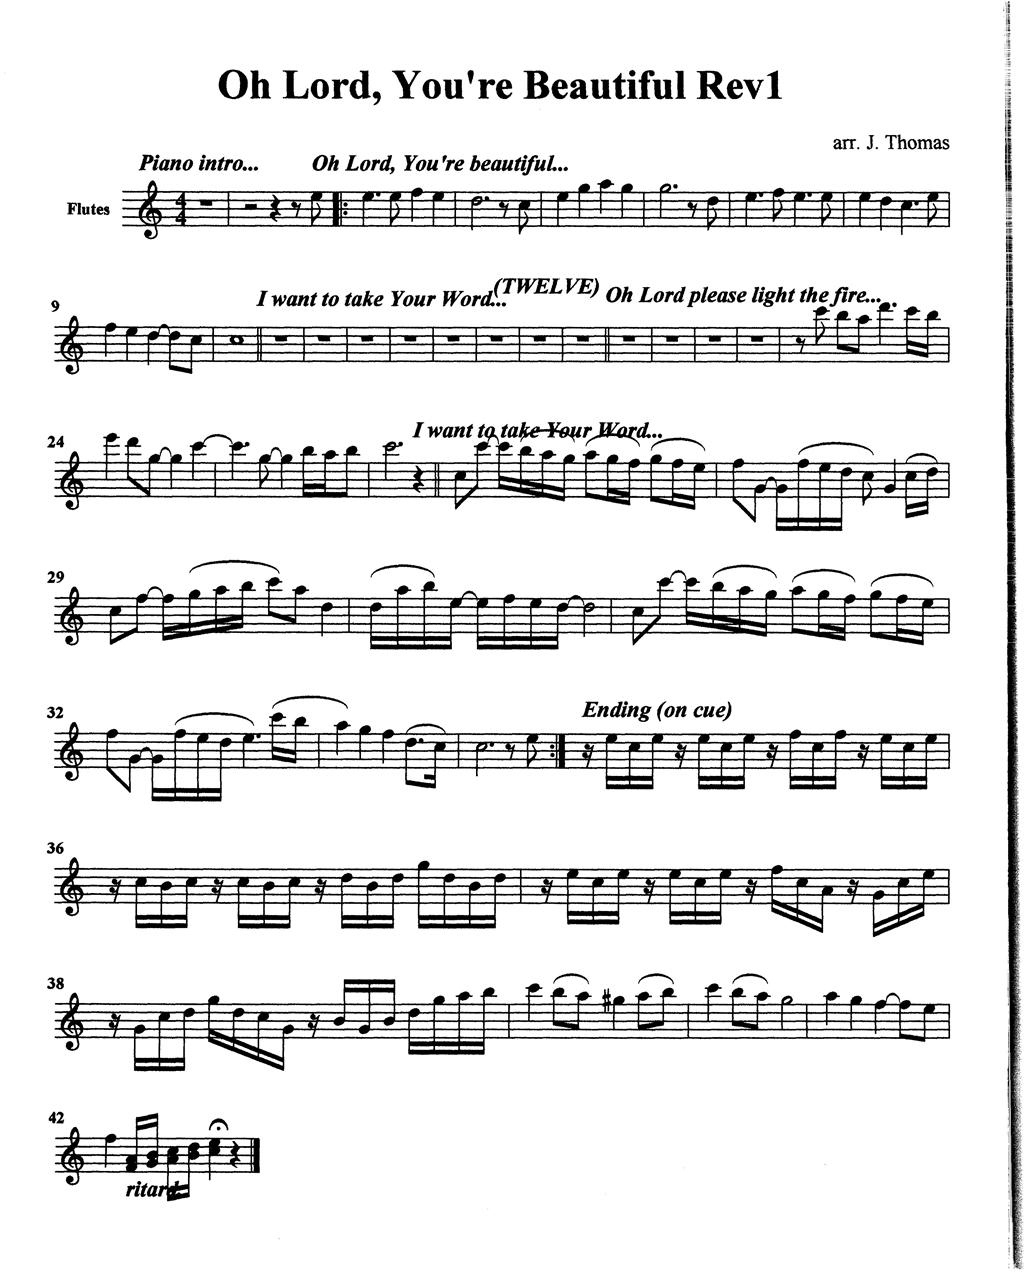 Oh Lord, You're Beautiful Rev1
arr. J. Thomas
Piano intro... Oh Lord, You're beautiful...
Flutes
4
4
I want to take Your Word... (TWELVE) Oh Lord please light the fire...
9
I want to take Your Word...
24
29
Ending (on cue)
32
36
38
42
ritard.